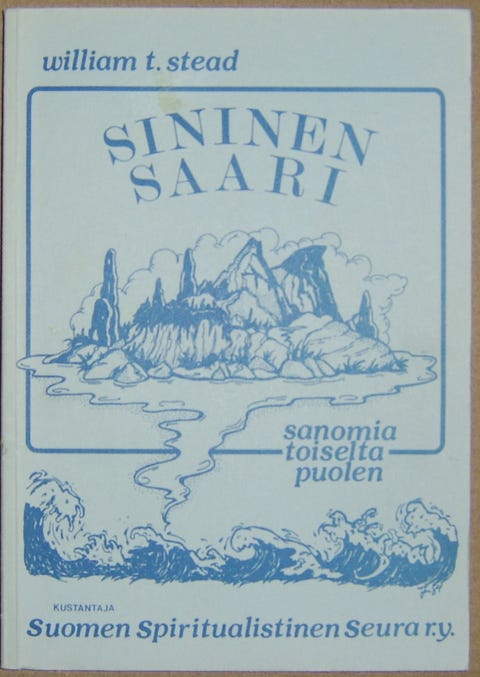 william t. stead
SININEN
SAARI
sanomia
toiselta
puolen
KUSTANTAJA
Suomen Spiritualistinen Seura r.y.